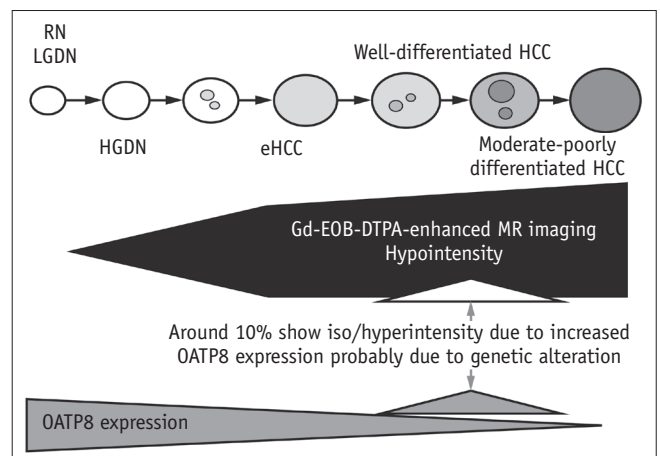 RN
LGDN
Well-differentiated HCC
HGDN
eHCC
Moderate-poorly
differentiated HCC
Gd-EOB-DTPA-enhanced MR imaging
Hypointensity
Around 10% show iso/hyperintensity due to increased
OATP8 expression probably due to genetic alteration
OATP8 expression